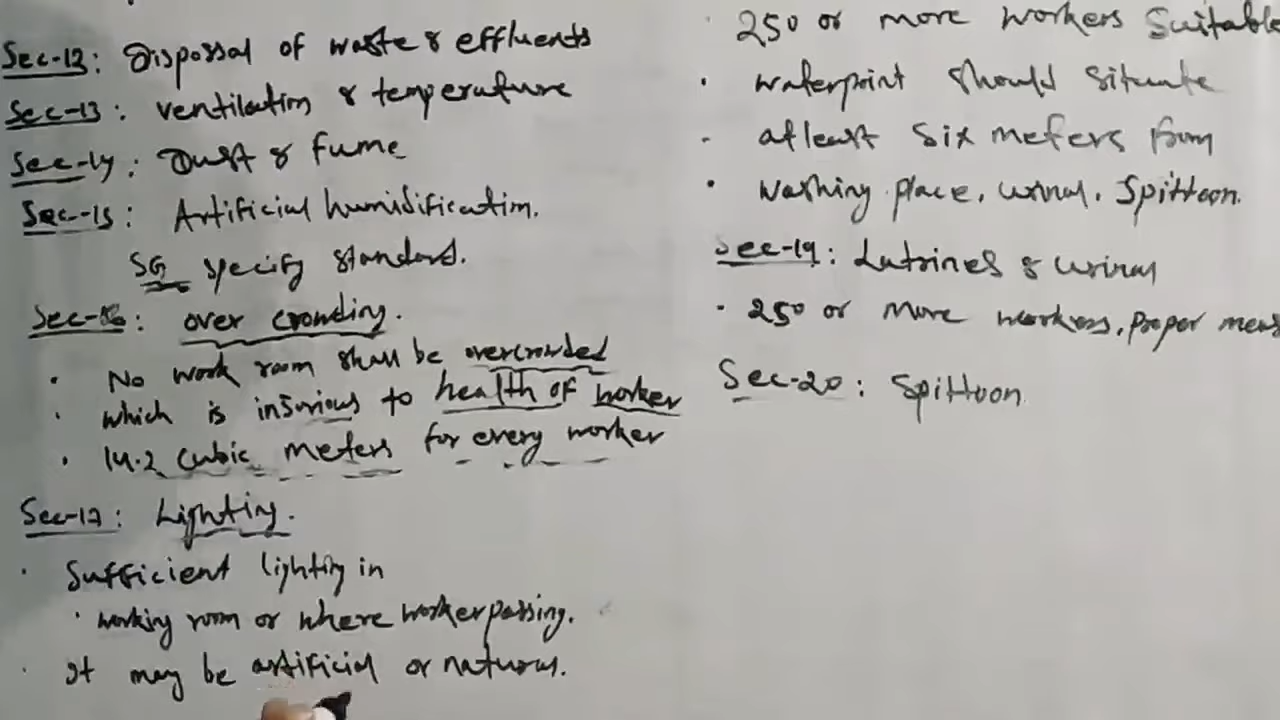 Sec-12: Disposal of waste & effluents
Sec-13: ventilation & temperature
Sec-14: Dust & fume
Sec-15: Artificial humidification.
SG specify standard.
Sec-16: over crowding.
· No work room shall be overcrowded
· which is injurious to health of worker
· 14.2 cubic meters for every worker
Sec-17: Lighting.
· Sufficient lighting in
· working room or where worker passing.
· It may be artificial or natural.
· 250 or more workers Suitable
· waterpoint should situate
· atleast six meters from
· washing place, urinal, Spittoon.
Sec-19: Latrines & urinal
· 250 or more workers, proper
Sec-20: Spittoon